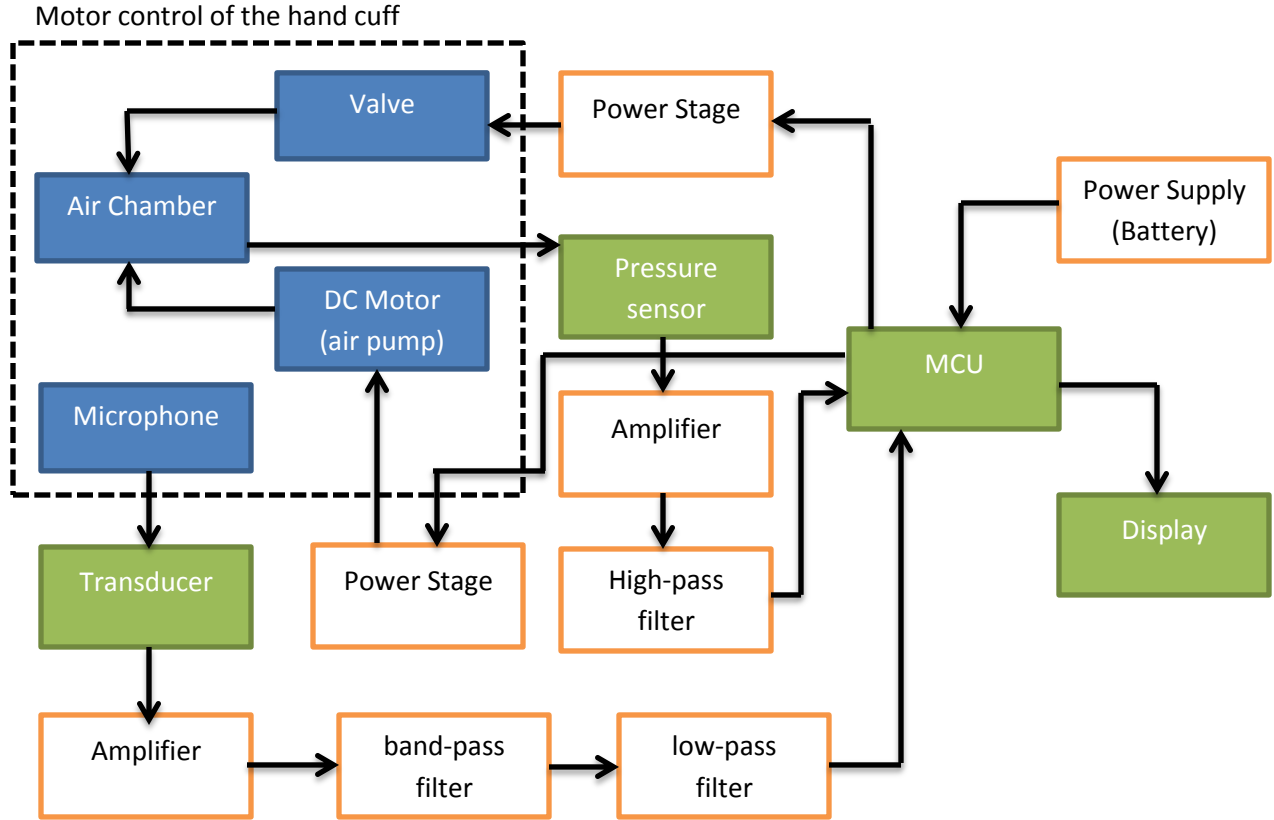 Motor control of the hand cuff
Valve
Power Stage
Air Chamber
Power Supply
(Battery)
Pressure
sensor
DC Motor
(air pump)
MCU
Microphone
Amplifier
Display
Transducer
Power Stage
High-pass
filter
Amplifier
band-pass
filter
low-pass
filter